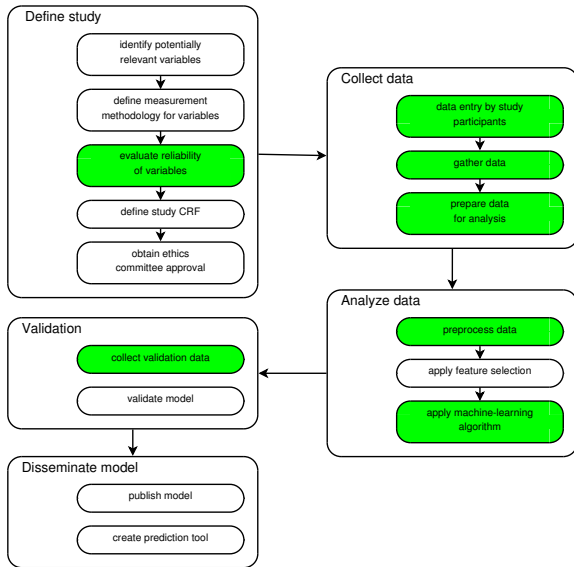 Define study
identify potentially
relevant variables
define measurement
methodology for variables
evaluate reliability
of variables
define study CRF
obtain ethics
committee approval
Collect data
data entry by study
participants
gather data
prepare data
for analysis
Analyze data
preprocess data
apply feature selection
apply machine-learning
algorithm
Validation
collect validation data
validate model
Disseminate model
publish model
create prediction tool